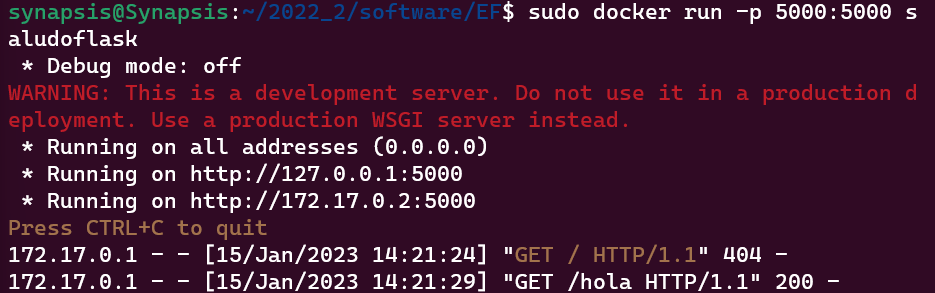 synapsis@Synapsis:~/2022_2/software/EF$ sudo docker run -p 5000:5000 s
aludoflask
 * Debug mode: off
WARNING: This is a development server. Do not use it in a production d
eployment. Use a production WSGI server instead.
 * Running on all addresses (0.0.0.0)
 * Running on http://127.0.0.1:5000
 * Running on http://172.17.0.2:5000
Press CTRL+C to quit
172.17.0.1 - - [15/Jan/2023 14:21:24] "GET / HTTP/1.1" 404 -
172.17.0.1 - - [15/Jan/2023 14:21:29] "GET /hola HTTP/1.1" 200 -